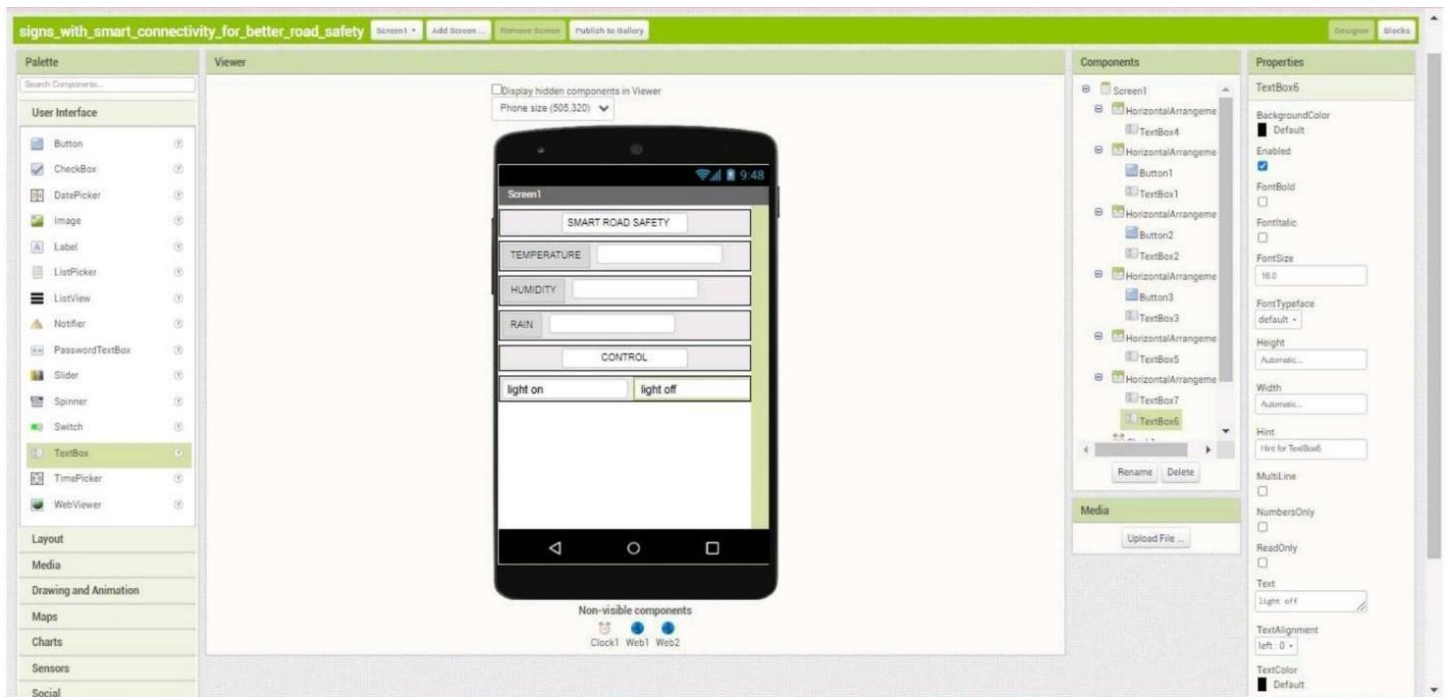 signs_with_smart_connectivity_for_better_road_safety Screen1 Add Screen ... Remove Screen Publish to Gallery Designer Blocks
Palette
Search Components...
User Interface
Button
CheckBox
DatePicker
Image
Label
ListPicker
ListView
Notifier
PasswordTextBox
Slider
Spinner
Switch
TextBox
TimePicker
WebViewer
Layout
Media
Drawing and Animation
Maps
Charts
Sensors
Social
Viewer
Display hidden components in Viewer
Phone size (505,320)
9:48
Screen1
SMART ROAD SAFETY
TEMPERATURE
HUMIDITY
RAIN
CONTROL
light on light off
Non-visible components
Clock1 Web1 Web2
Components
Screen1
HorizontalArrangeme
TextBox4
HorizontalArrangeme
Button1
TextBox1
HorizontalArrangeme
Button2
TextBox2
HorizontalArrangeme
Button3
TextBox3
HorizontalArrangeme
TextBox5
HorizontalArrangeme
TextBox7
TextBox6
Rename Delete
Media
Upload File ...
Properties
TextBox6
BackgroundColor
Default
Enabled
FontBold
FontItalic
FontSize
16.0
FontTypeface
default
Height
Automatic...
Width
Automatic...
Hint
Hint for TextBox6
MultiLine
NumbersOnly
ReadOnly
Text
light off
TextAlignment
left : 0
TextColor
Default